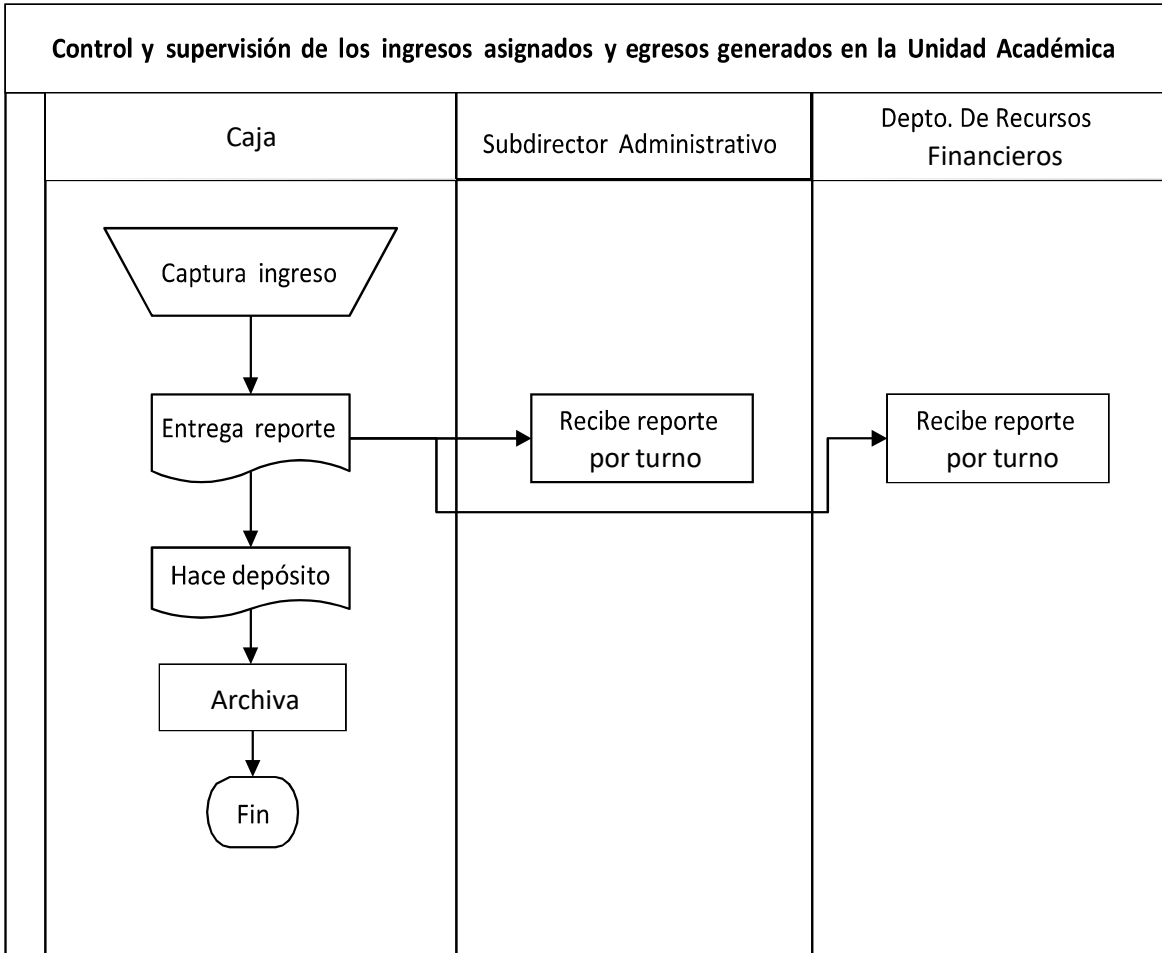 Control y supervisión de los ingresos asignados y egresos generados en la Unidad Académica
Caja
Subdirector Administrativo
Depto. De Recursos
Financieros
Captura ingreso
Entrega reporte
Recibe reporte
por turno
Recibe reporte
por turno
Hace depósito
Archiva
Fin